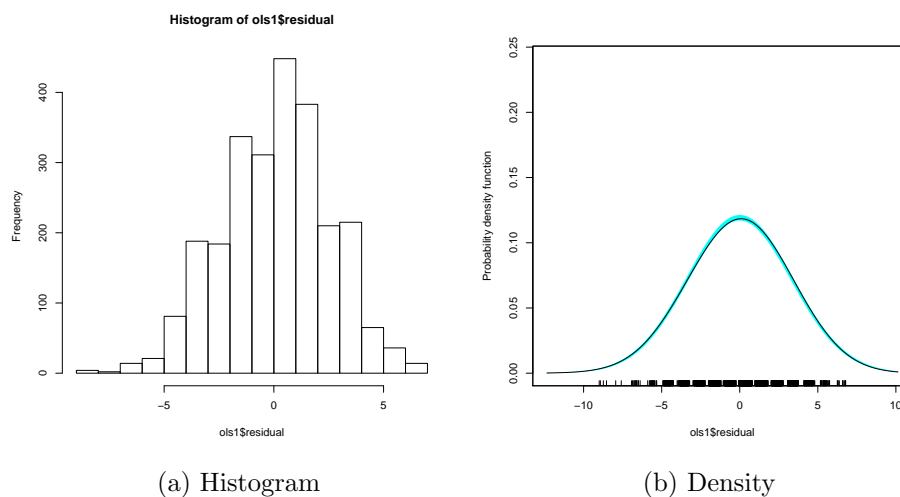 Histogram of ols1$residual
Frequency
0
100
200
300
400
−5
0
5
ols1$residual
(a) Histogram
Probability density function
0.00
0.05
0.10
0.15
0.20
0.25
−10
−5
0
5
10
ols1$residual
(b) Density